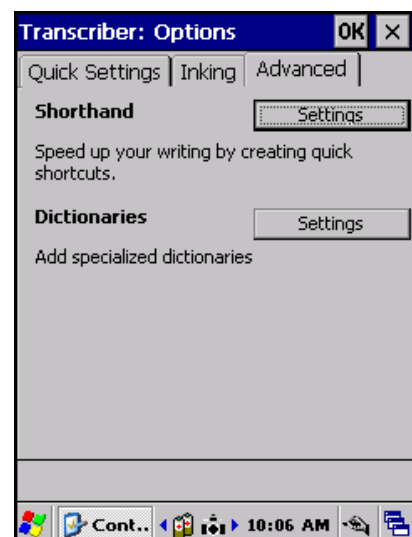 Transcriber: Options OK ×
Quick Settings Inking Advanced
Shorthand Settings
Speed up your writing by creating quick
shortcuts.
Dictionaries Settings
Add specialized dictionaries
Cont.. 10:06 AM